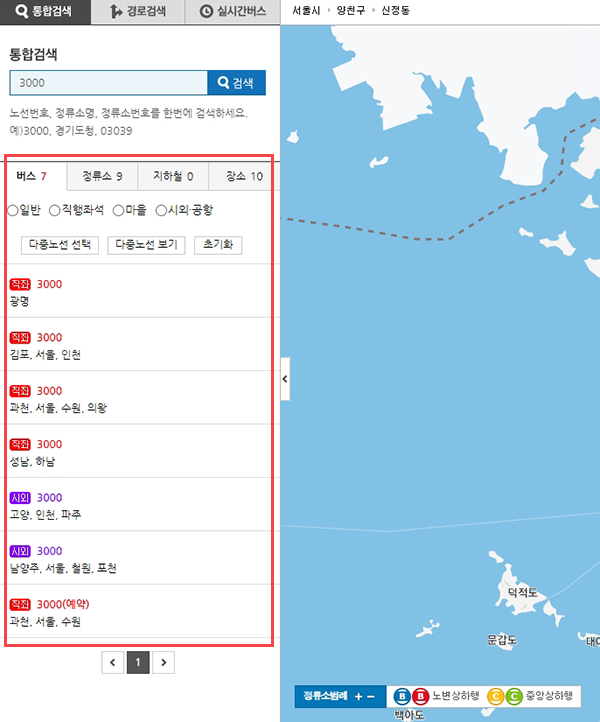 통합검색
경로검색
실시간버스
서울시 > 양천구 > 신정동
통합검색
3000
검색
노선번호, 정류소명, 정류소번호를 한번에 검색하세요.
예)3000, 경기도청, 03039
버스 7
정류소 9
지하철 0
장소 10
일반
직행좌석
마을
시외·공항
다중노선 선택
다중노선 보기
초기화
직좌 3000
광명
직좌 3000
김포, 서울, 인천
직좌 3000
과천, 서울, 수원, 의왕
직좌 3000
성남, 하남
시외 3000
고양, 인천, 파주
시외 3000
남양주, 서울, 철원, 포천
직좌 3000(예약)
과천, 서울, 수원
< 1 >
덕적도
문갑도
정류소범례 + -
B B 노변상하행
C C 중앙상하행
백아도